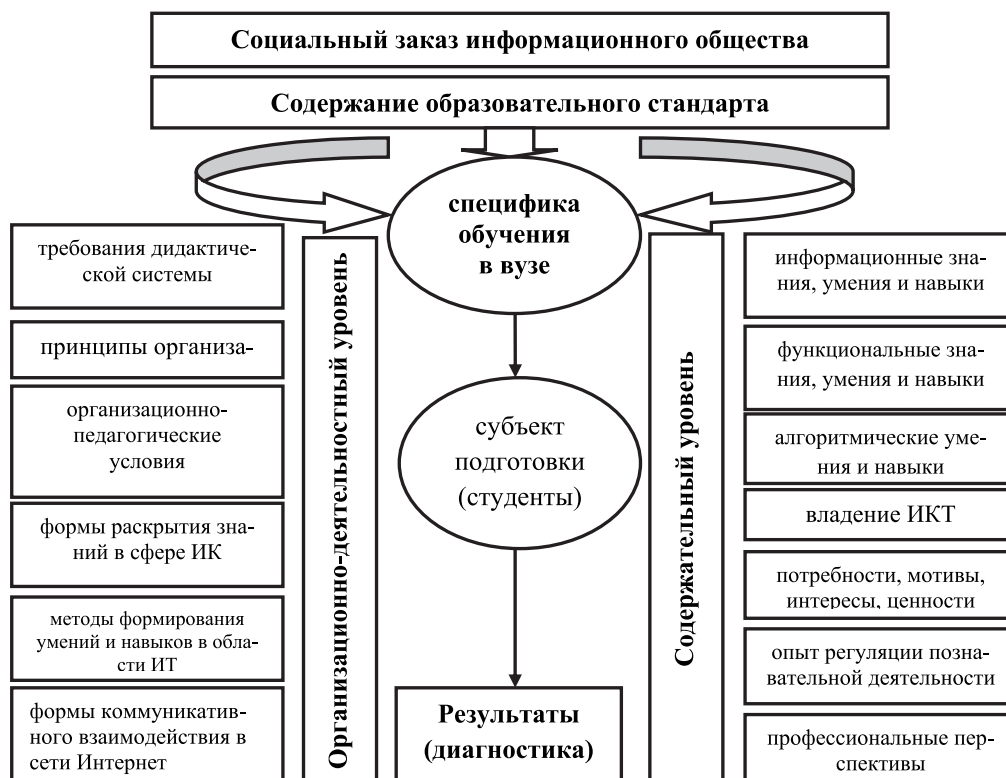 Социальный заказ информационного общества
Содержание образовательного стандарта
специфика
обучения
в вузе
субъект
подготовки
(студенты)
Результаты
(диагностика)
Организационно-деятельностный уровень
требования дидактиче-
ской системы
принципы организа-
организационно-
педагогические
условия
формы раскрытия зна-
ний в сфере ИК
методы формирования
умений и навыков в обла-
сти ИТ
формы коммуникатив-
ного взаимодействия в
сети Интернет
Содержательный уровень
информационные зна-
ния, умения и навыки
функциональные зна-
ния, умения и навыки
алгоритмические уме-
ния и навыки
владение ИКТ
потребности, мотивы,
интересы, ценности
опыт регуляции позна-
вательной деятельности
профессиональные пер-
спективы